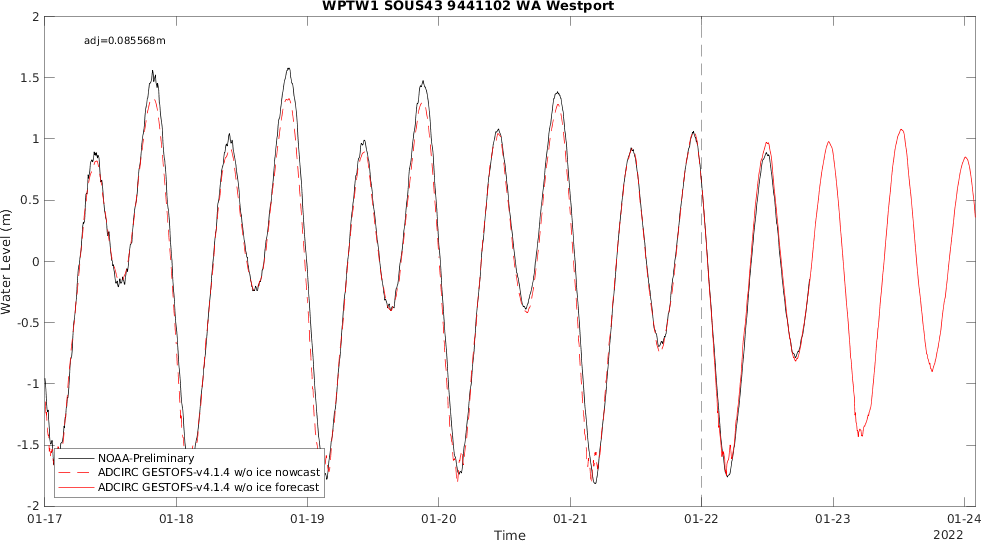 WPTW1 SOUS43 9441102 WA Westport
adj=0.085568m
2
1.5
1
0.5
0
-0.5
-1
-1.5
-2
Water Level (m)
NOAA-Preliminary
ADCIRC GESTOFS-v4.1.4 w/o ice nowcast
ADCIRC GESTOFS-v4.1.4 w/o ice forecast
01-17 01-18 01-19 01-20 01-21 01-22 01-23 01-24
Time
2022